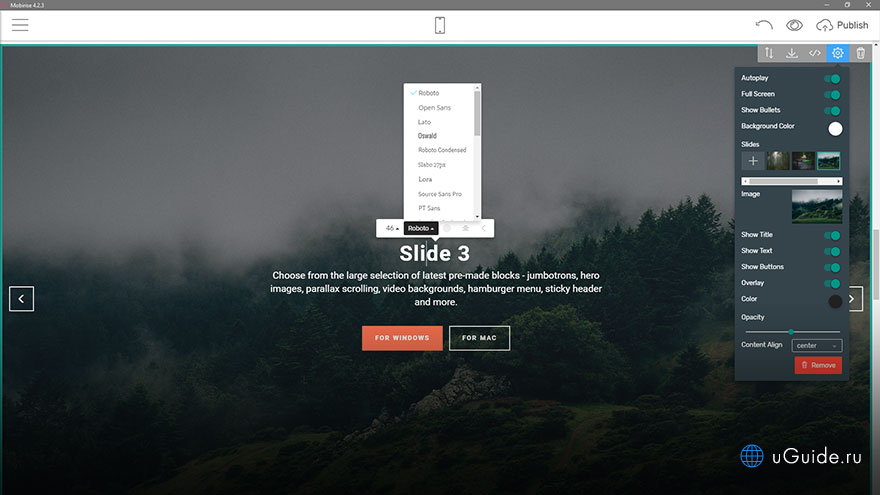 Mobirise 4.2.3
Publish
Roboto
Open Sans
Lato
Oswald
Roboto Condensed
Slabo 27px
Lora
Source Sans Pro
PT Sans
46
Roboto
Slide 3
Choose from the large selection of latest pre-made blocks - jumbotrons, hero
images, parallax scrolling, video backgrounds, hamburger menu, sticky header
and more.
FOR WINDOWS
FOR MAC
Autoplay
Full Screen
Show Bullets
Background Color
Slides
Image
Show Title
Show Text
Show Buttons
Overlay
Color
Opacity
Content Align
center
Remove
uGuide.ru